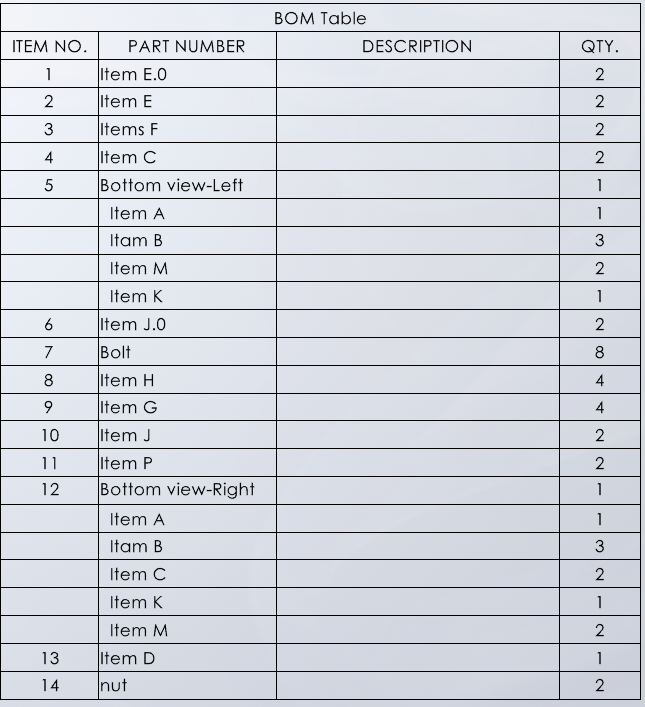 BOM Table
ITEM NO. PART NUMBER DESCRIPTION QTY.
1 Item E.0 2
2 Item E 2
3 Items F 2
4 Item C 2
5 Bottom view-Left 1
Item A 1
Itam B 3
Item M 2
Item K 1
6 Item J.0 2
7 Bolt 8
8 Item H 4
9 Item G 4
10 Item J 2
11 Item P 2
12 Bottom view-Right 1
Item A 1
Itam B 3
Item C 2
Item K 1
Item M 2
13 Item D 1
14 nut 2